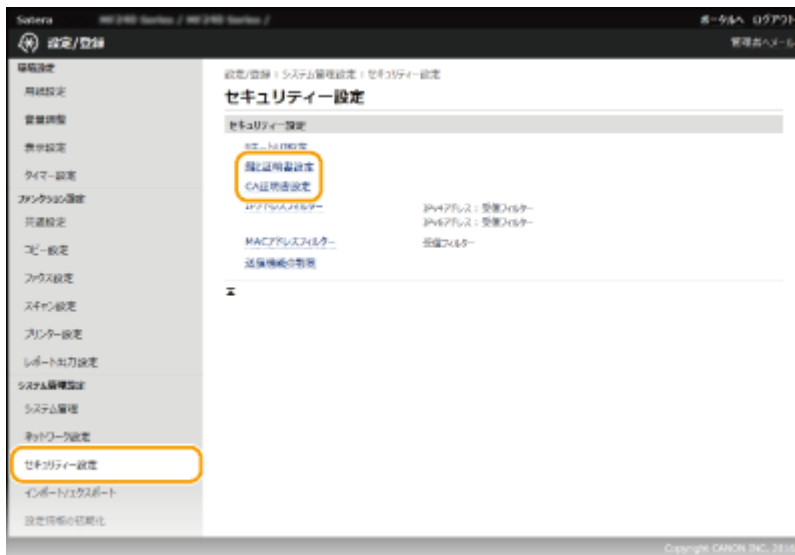 Satera
ポータルへ ログアウト
設定/登録
管理者へメール
環境設定
用紙設定
音量調整
表示設定
タイマー設定
ファンクション設定
共通設定
コピー設定
ファクス設定
スキャン設定
プリンター設定
レポート出力設定
システム管理設定
システム管理
ネットワーク設定
セキュリティー設定
インポート/エクスポート
設定情報の初期化
設定/登録 : システム管理設定 : セキュリティー設定
セキュリティー設定
セキュリティー設定
リモートUI設定
鍵と証明書設定
CA証明書設定
IPアドレスフィルター
IPv4アドレス : 受信フィルター
IPv6アドレス : 受信フィルター
MACアドレスフィルター
受信フィルター
送信機能の制限
Copyright CANON INC. 2016